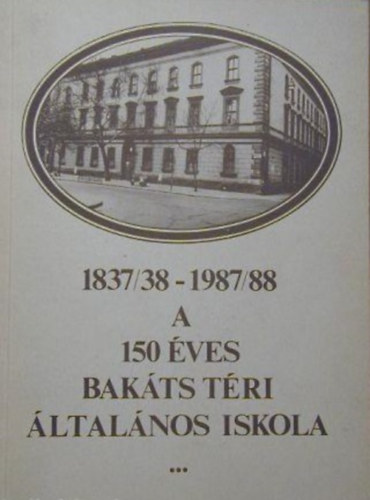 1837/38 - 1987/88
A
150 ÉVES
BAKÁTS TÉRI
ÁLTALÁNOS ISKOLA
...